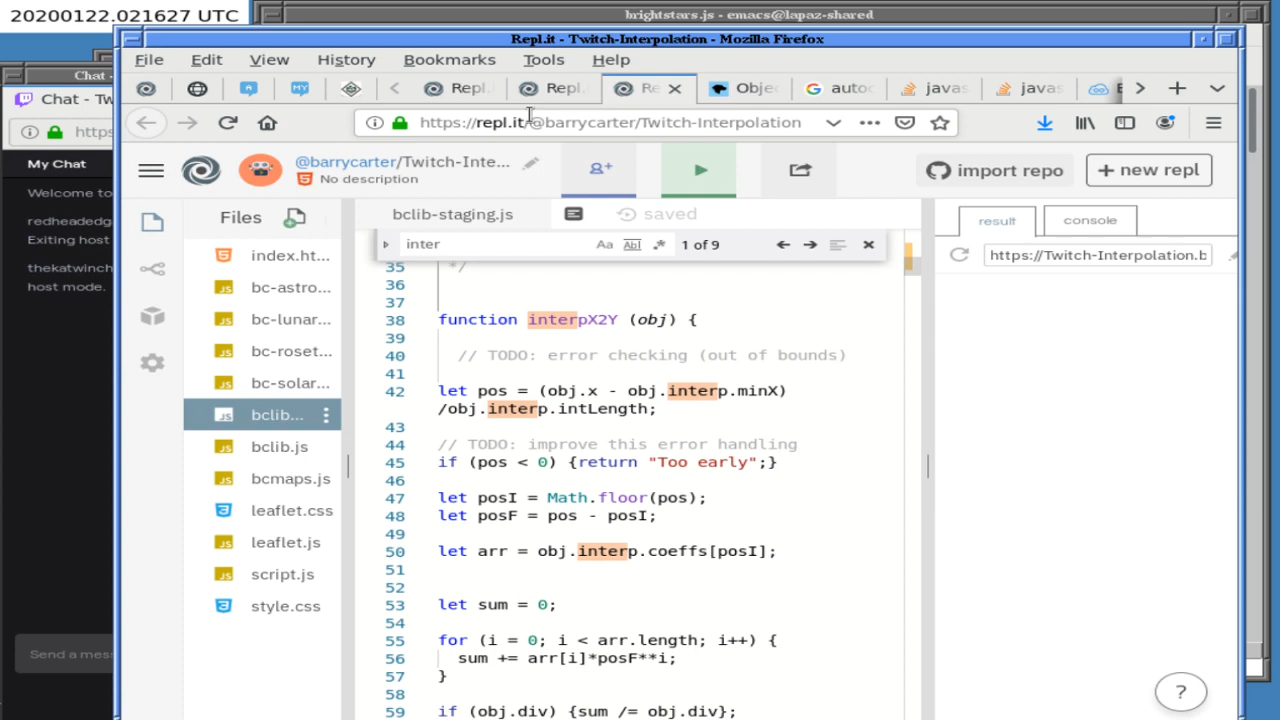 20200122.021627 UTC
brightstars.js - emacs@lapaz-shared
Repl.it - Twitch-Interpolation - Mozilla Firefox
Chat -
File Edit View History Bookmarks Tools Help
Chat - Tw
Repl. Repl. Re Obje autoc javas javas
https
https://repl.it/@barrycarter/Twitch-Interpolation
My Chat
@barrycarter/Twitch-Inte...
No description
import repo
+ new repl
Welcome to
redheadedg
Exiting host
thekatwinch
host mode.
Send a mess
Files
index.ht...
bc-astro...
bc-lunar...
bc-roset...
bc-solar...
bclib...
bclib.js
bcmaps.js
leaflet.css
leaflet.js
script.js
style.css
bclib-staging.js
saved
inter
Aa Abl .* 1 of 9
35 */
36
37
38 function interpX2Y (obj) {
39
40 // TODO: error checking (out of bounds)
41
42 let pos = (obj.x - obj.interp.minX)
/obj.interp.intLength;
43
44 // TODO: improve this error handling
45 if (pos < 0) {return "Too early";}
46
47 let posI = Math.floor(pos);
48 let posF = pos - posI;
49
50 let arr = obj.interp.coeffs[posI];
51
52
53 let sum = 0;
54
55 for (i = 0; i < arr.length; i++) {
56 sum += arr[i]*posF**i;
57 }
58
59 if (obj.div) {sum /= obj.div};
result
console
https://Twitch-Interpolation.b
?